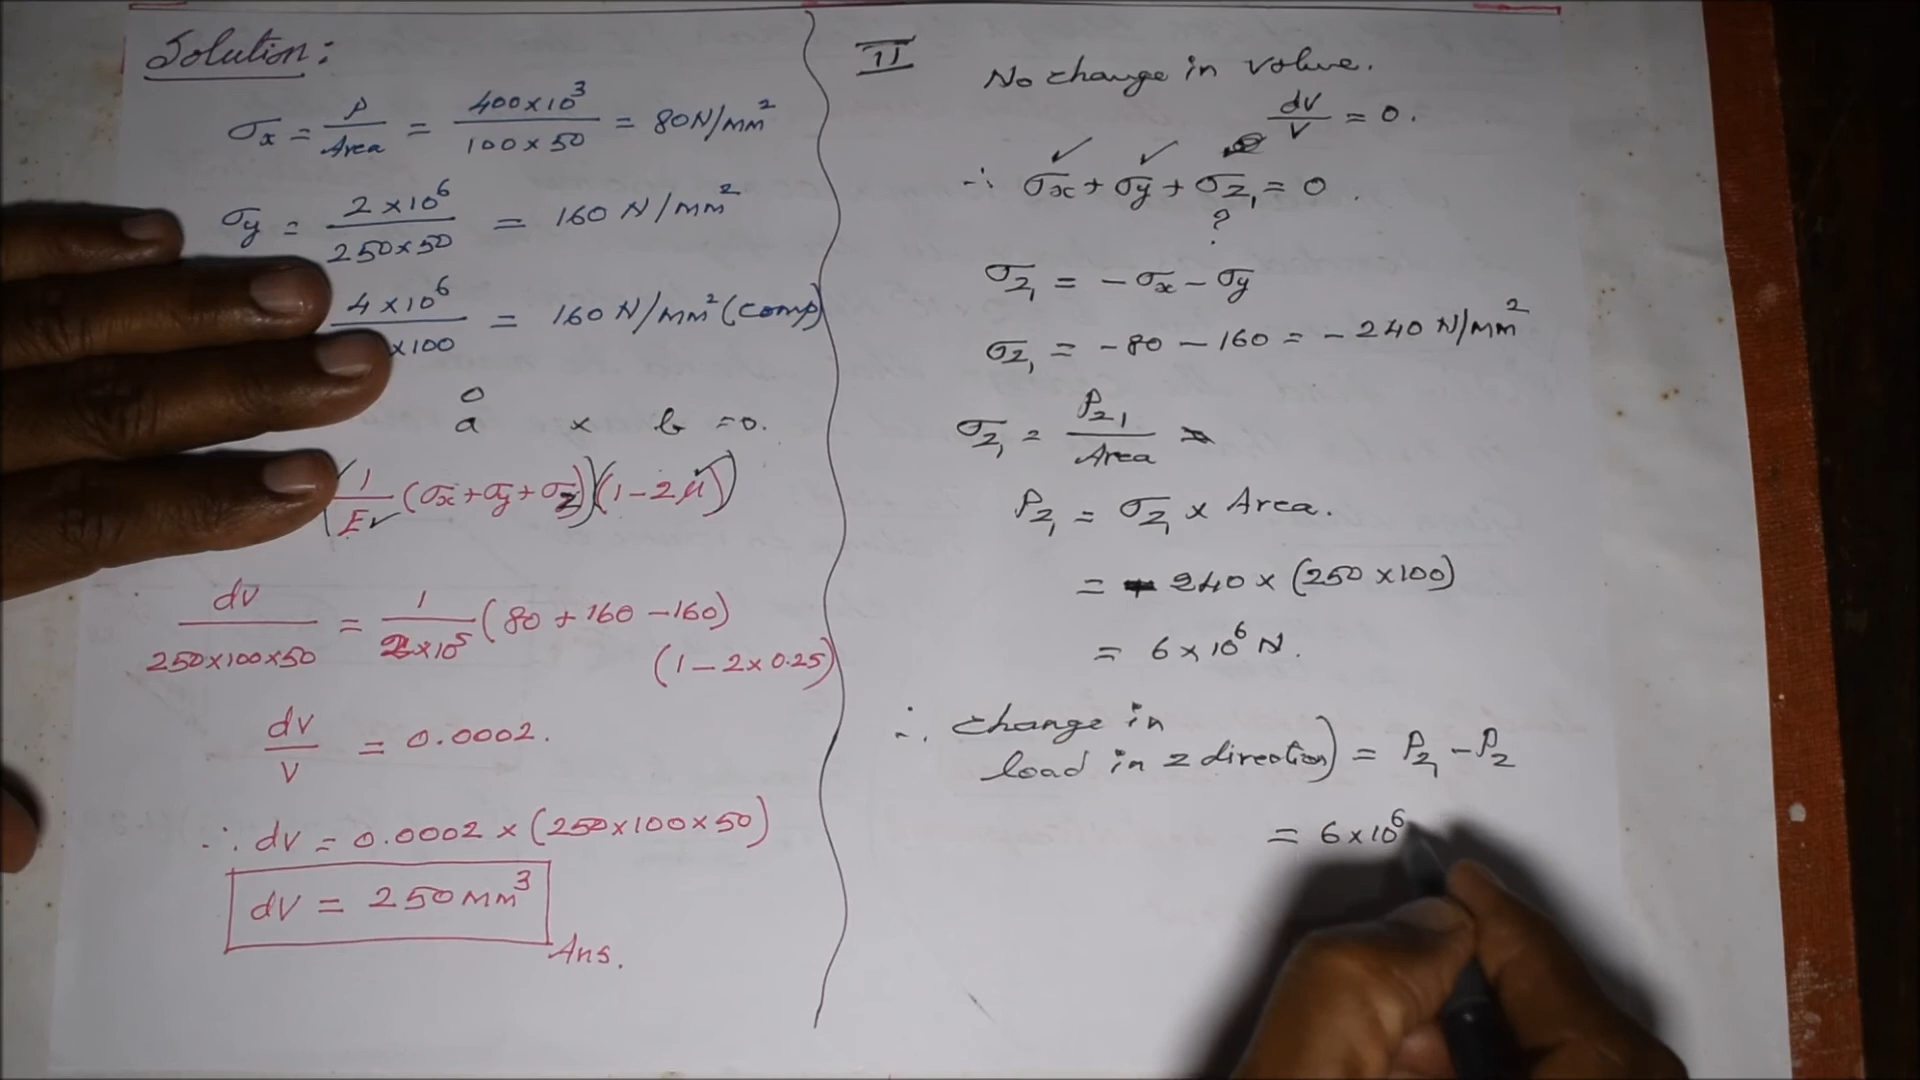 Solution:
σx = P/Area = 400×10³/100×50 = 80N/mm²
σy = 2×10⁶/250×50 = 160 N/mm²
4×10⁶/×100 = 160 N/mm² (comp)
0
a × b =0.
(1/E (σx+σy+σz))(1-2μ)
dv/250×100×50 = 1/2×10⁵ (80+160-160)
(1-2×0.25)
dv/v = 0.0002.
∴ dv = 0.0002 × (250×100×50)
dv = 250mm³
Ans.
II No change in volume.
dv/v = 0.
∴ σx + σy + σz₁ = 0.
?
σz₁ = -σx - σy
σz₁ = -80 - 160 = -240 N/mm²
σz₁ = Pz₁/Area
Pz₁ = σz₁ × Area.
= 240 × (250×100)
= 6×10⁶ N.
∴ change in
load in z direction) = Pz₁ - Pz
= 6×10⁶